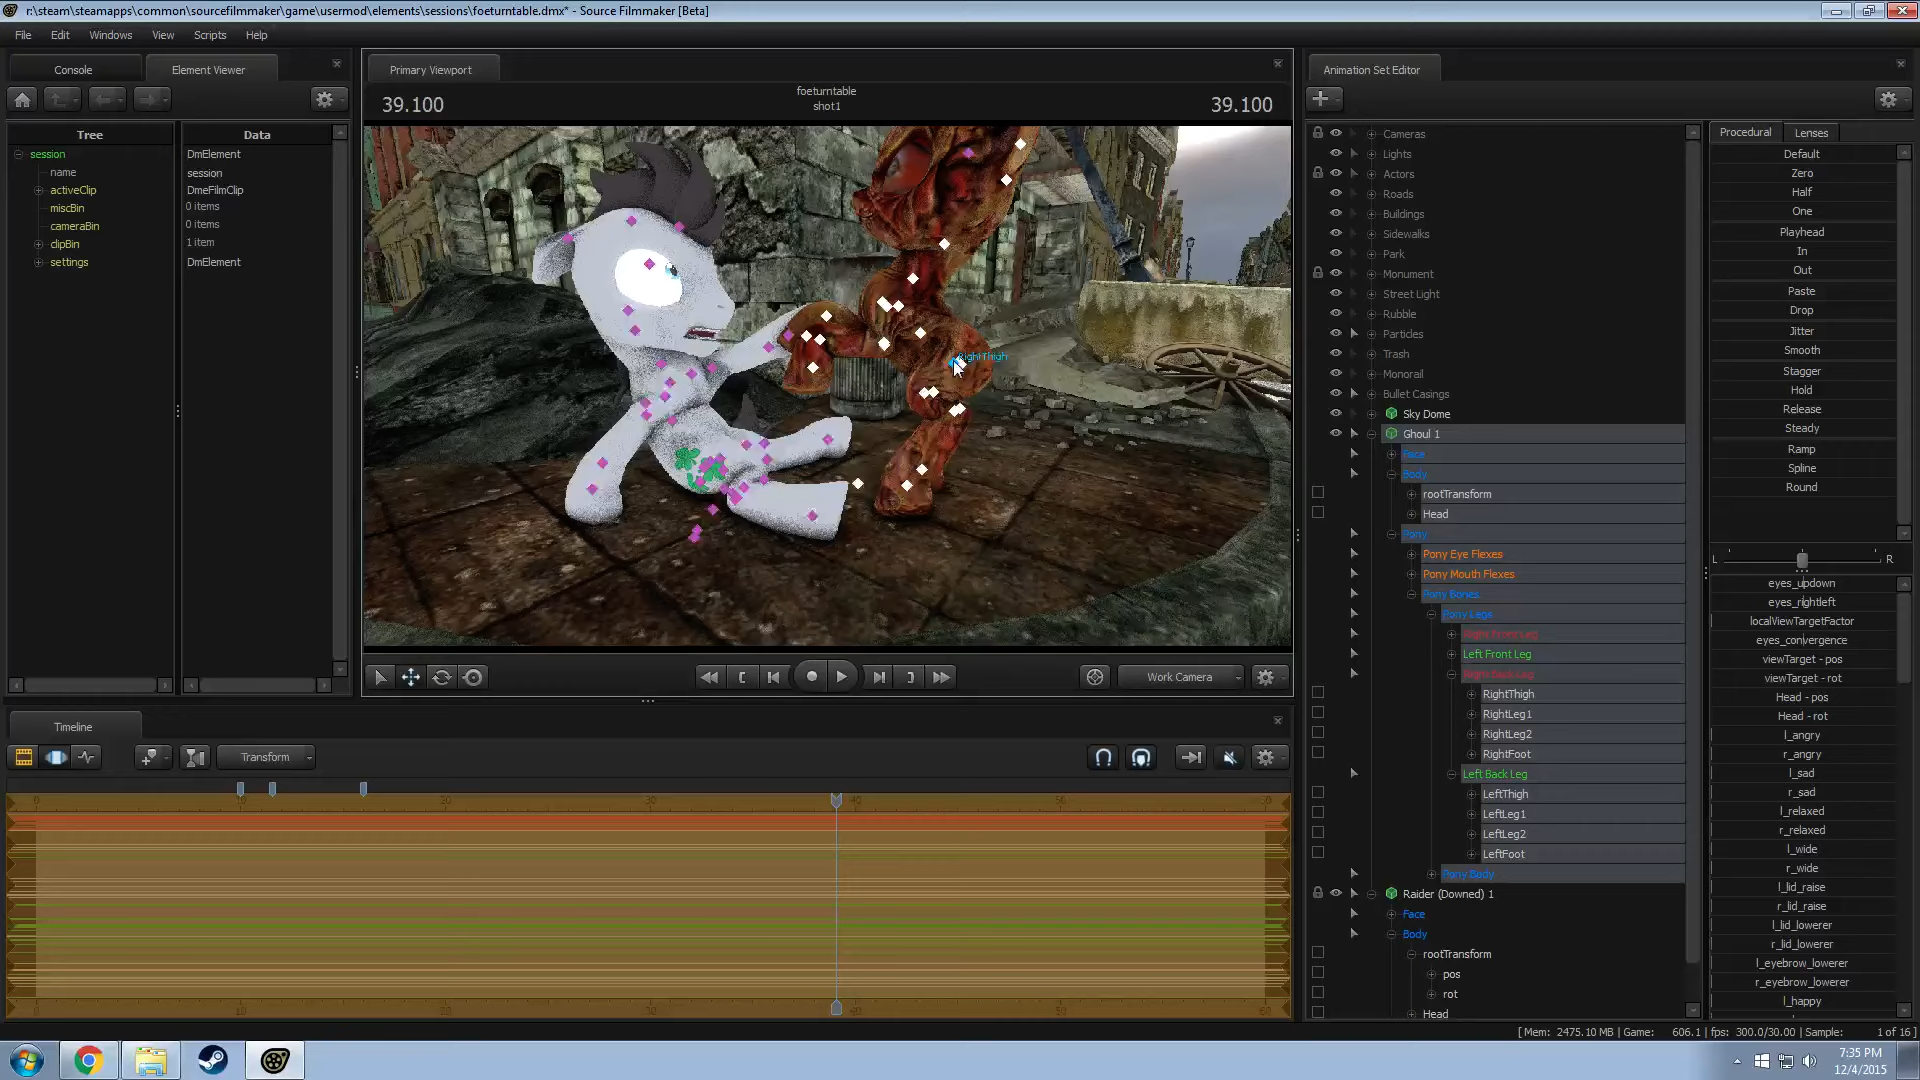 r:\steam\steamapps\common\sourcefilmmaker\game\usermod\elements\sessions\foeturntable.dmx* - Source Filmmaker [Beta]
File Edit Windows View Scripts Help
Console
Element Viewer
Tree
Data
session
DmElement
name
session
activeClip
DmeFilmClip
miscBin
0 items
cameraBin
0 items
clipBin
1 item
settings
DmElement
Primary Viewport
39.100
foeturntable
shot1
39.100
RightThigh
Work Camera
Timeline
Transform
Animation Set Editor
Cameras
Lights
Actors
Roads
Buildings
Sidewalks
Park
Monument
Street Light
Rubble
Particles
Trash
Monorail
Bullet Casings
Sky Dome
Ghoul 1
Face
Body
rootTransform
Head
Pony
Pony Eye Flexes
Pony Mouth Flexes
Pony Bones
Pony Legs
Right Front Leg
Left Front Leg
Right Back Leg
RightThigh
RightLeg1
RightLeg2
RightFoot
Left Back Leg
LeftThigh
LeftLeg1
LeftLeg2
LeftFoot
Pony Body
Raider (Downed) 1
Face
Body
rootTransform
pos
rot
Head
Procedural
Lenses
Default
Zero
Half
One
Playhead
In
Out
Paste
Drop
Jitter
Smooth
Stagger
Hold
Release
Steady
Ramp
Spline
Round
L
R
eyes_updown
eyes_rightleft
localViewTargetFactor
eyes_convergence
viewTarget - pos
viewTarget - rot
Head - pos
Head - rot
l_angry
r_angry
l_sad
r_sad
l_relaxed
r_relaxed
l_wide
r_wide
l_lid_raise
r_lid_raise
l_lid_lowerer
r_lid_lowerer
l_eyebrow_lowerer
r_eyebrow_lowerer
l_happy
[ Mem: 2475.10 MB | Game: 606.1 | fps: 300.0/30.00 | Sample: 1 of 16 ]
7:35 PM
12/4/2015